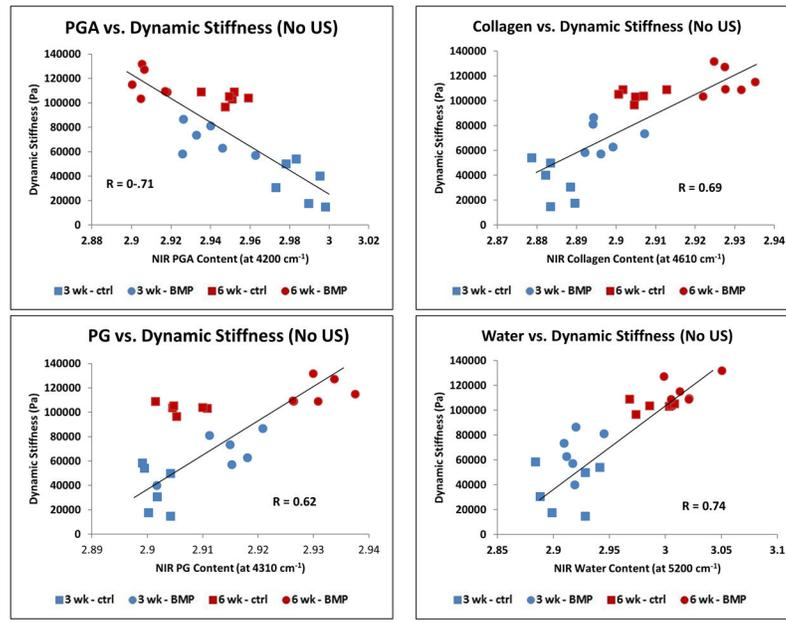 PGA vs. Dynamic Stiffness (No US)
140000
120000
100000
80000
60000
40000
20000
0
Dynamic Stiffness (Pa)
R = 0-.71
2.88 2.9 2.92 2.94 2.96 2.98 3 3.02
NIR PGA Content (at 4200 cm⁻¹)
3 wk - ctrl 3 wk - BMP 6 wk - ctrl 6 wk - BMP
Collagen vs. Dynamic Stiffness (No US)
140000
120000
100000
80000
60000
40000
20000
0
Dynamic Stiffness (Pa)
R = 0.69
2.87 2.88 2.89 2.9 2.91 2.92 2.93 2.94
NIR Collagen Content (at 4610 cm⁻¹)
3 wk - ctrl 3 wk - BMP 6 wk - ctrl 6 wk - BMP
PG vs. Dynamic Stiffness (No US)
140000
120000
100000
80000
60000
40000
20000
0
Dynamic Stiffness (Pa)
R = 0.62
2.89 2.9 2.91 2.92 2.93 2.94
NIR PG Content (at 4310 cm⁻¹)
3 wk - ctrl 3 wk - BMP 6 wk - ctrl 6 wk - BMP
Water vs. Dynamic Stiffness (No US)
140000
120000
100000
80000
60000
40000
20000
0
Dynamic Stiffness (Pa)
R = 0.74
2.85 2.9 2.95 3 3.05 3.1
NIR Water Content (at 5200 cm⁻¹)
3 wk - ctrl 3 wk - BMP 6 wk - ctrl 6 wk - BMP